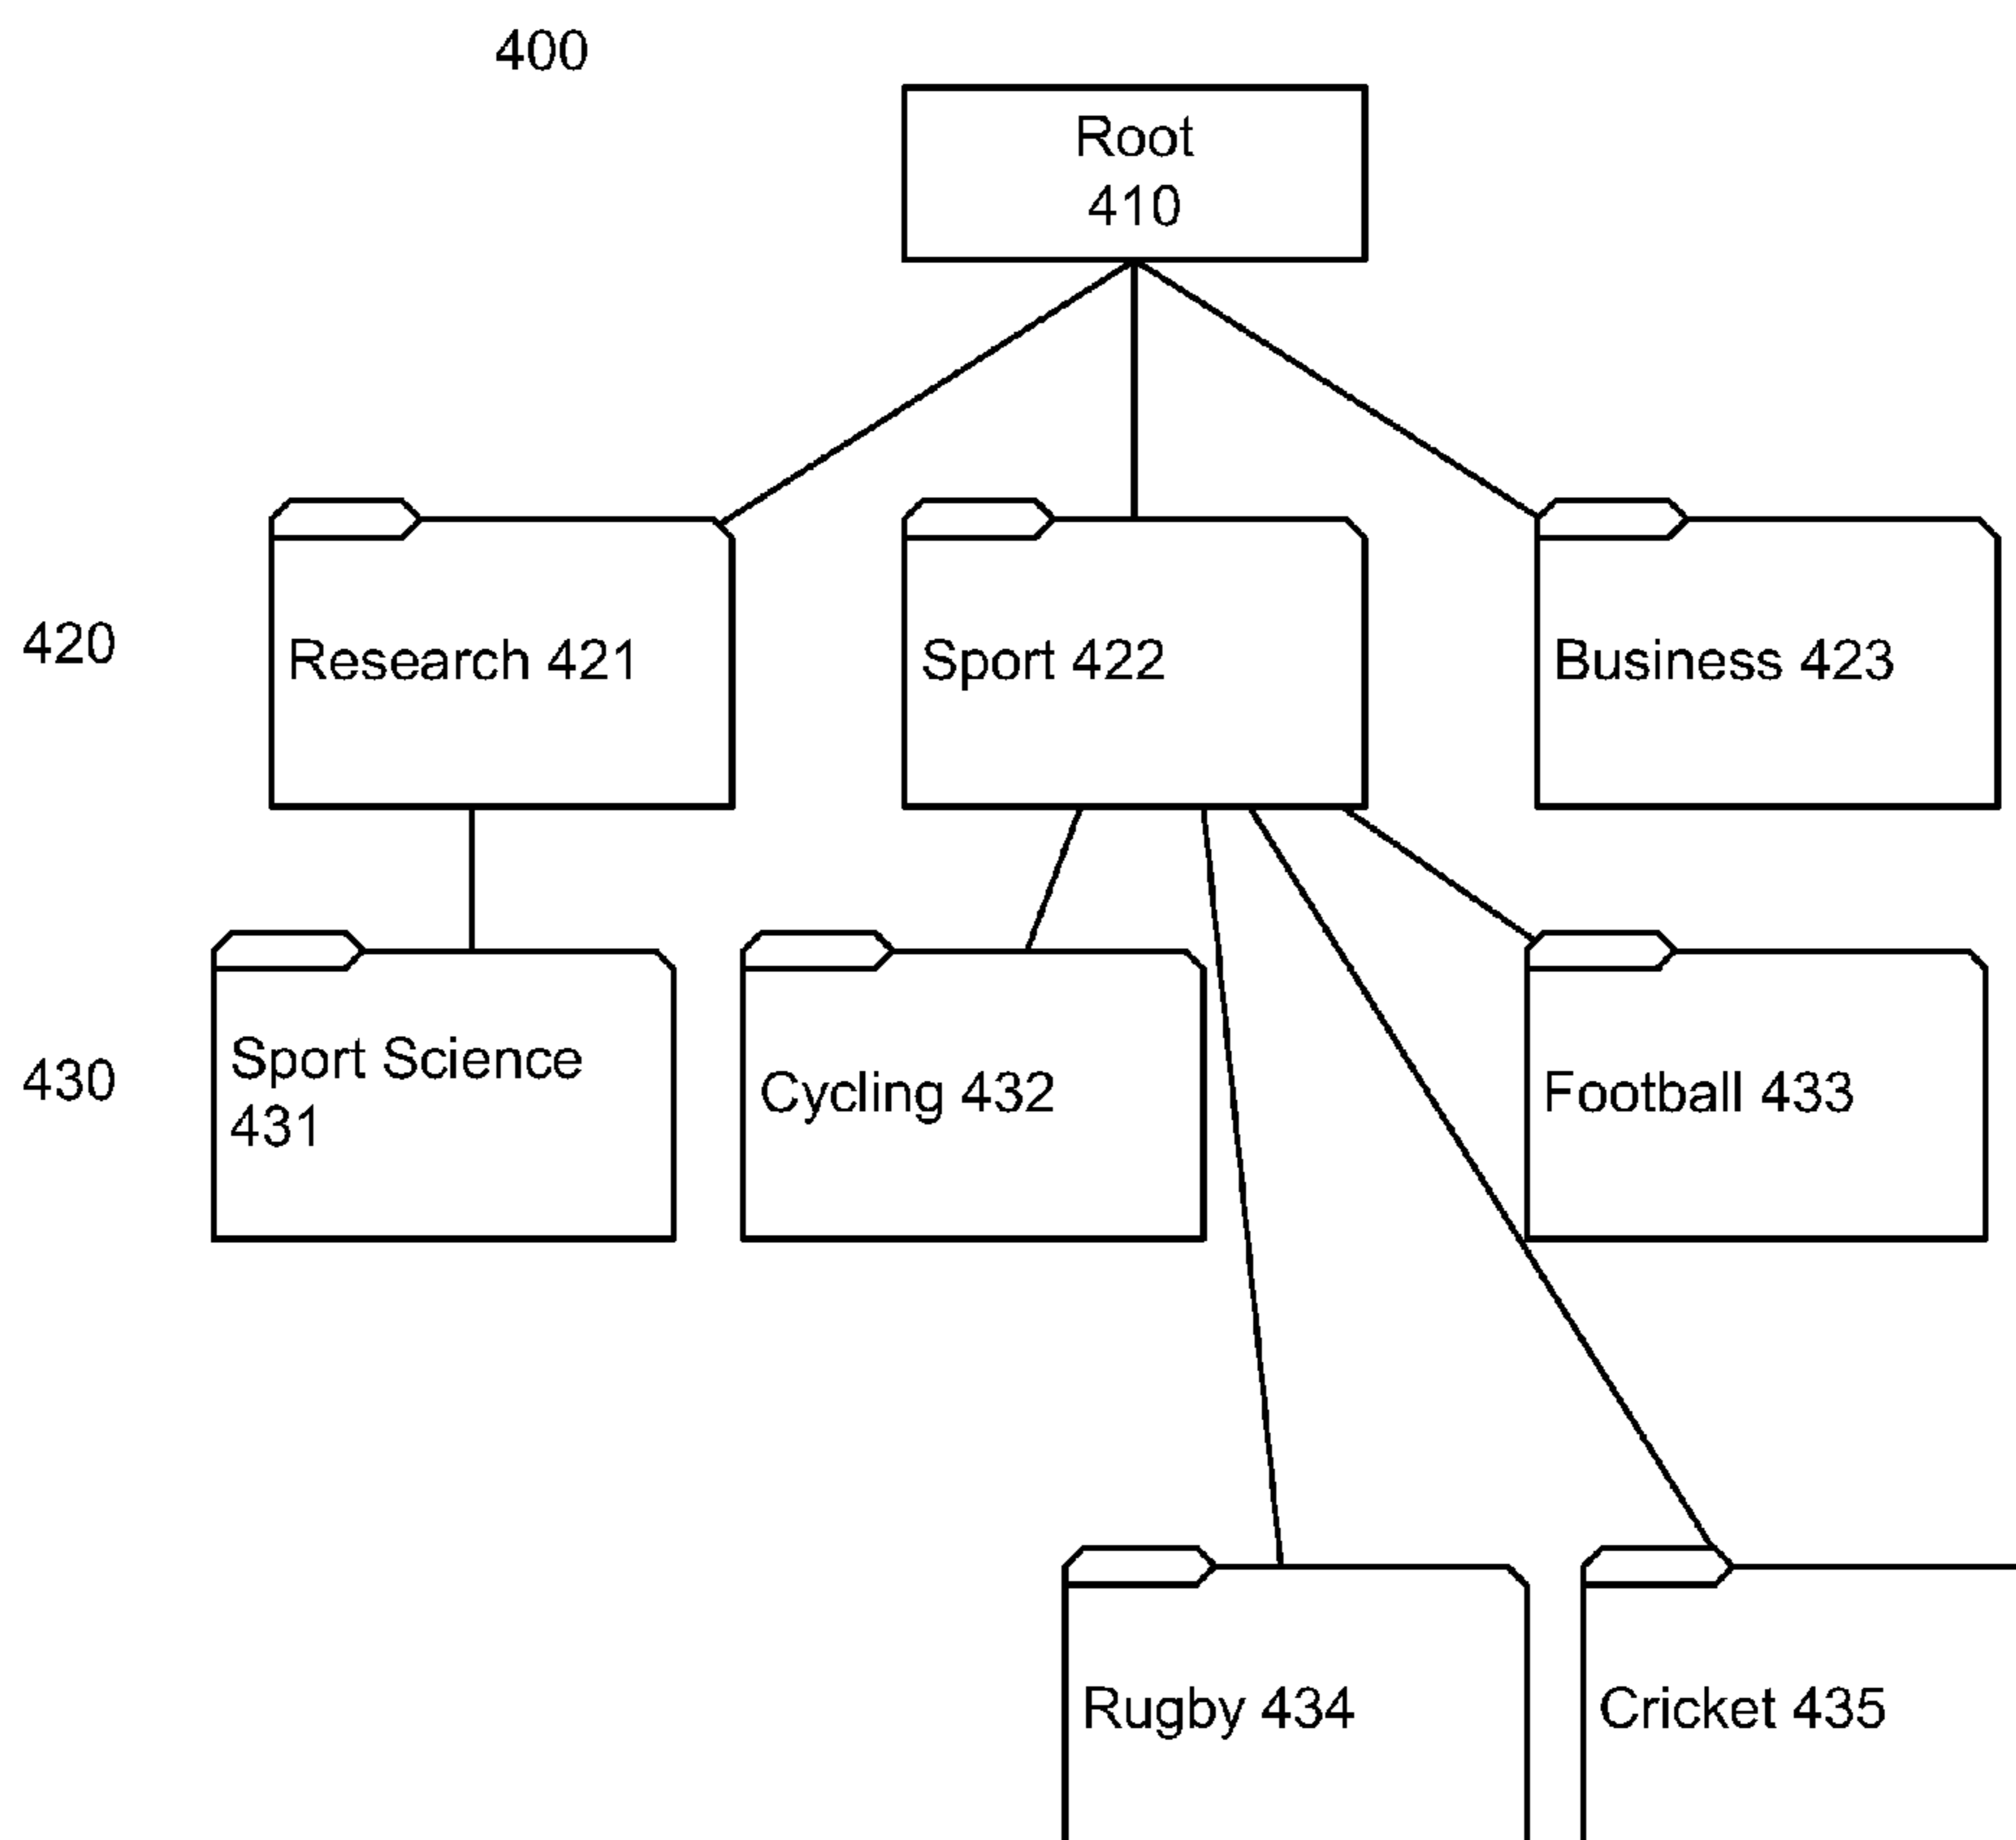 400
Root
410
420
Research 421
Sport 422
Business 423
430
Sport Science
431
Cycling 432
Football 433
Rugby 434
Cricket 435